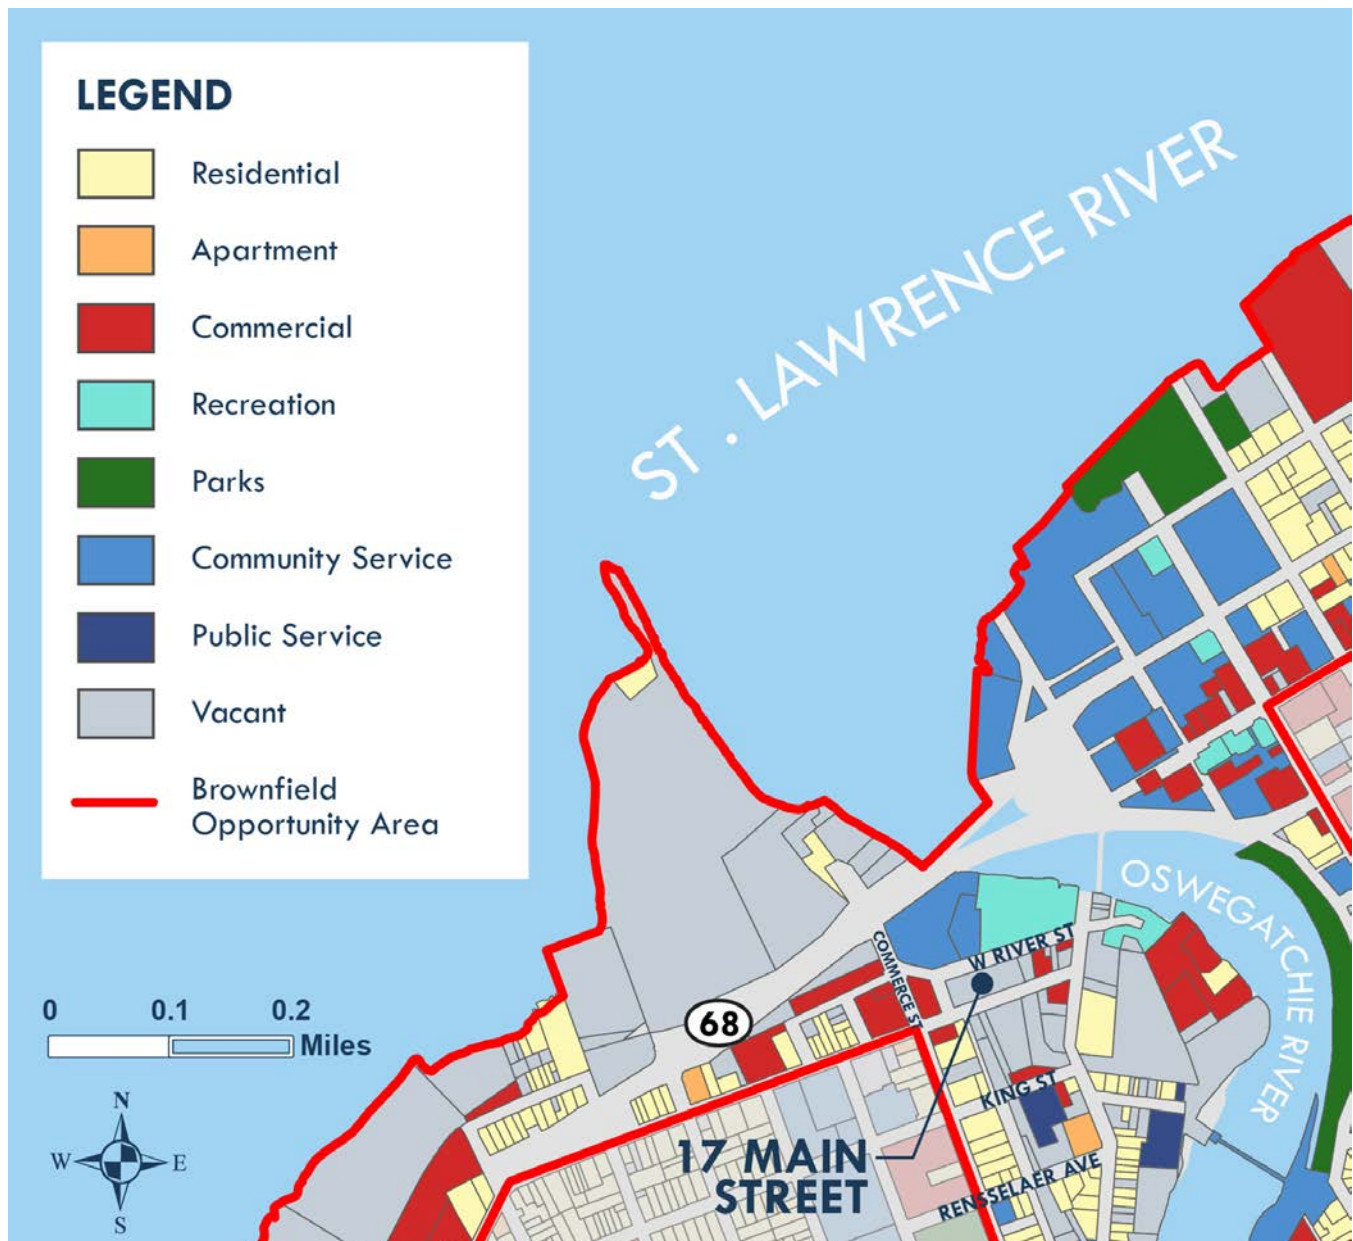 LEGEND
Residential
Apartment
Commercial
Recreation
Parks
Community Service
Public Service
Vacant
Brownfield
Opportunity Area
ST . LAWRENCE RIVER
OSWEGATCHIE RIVER
COMMERCE ST
W RIVER ST
68
KING ST
17 MAIN
STREET
RENSSELAER AVE
0 0.1 0.2
Miles
N
W E
S